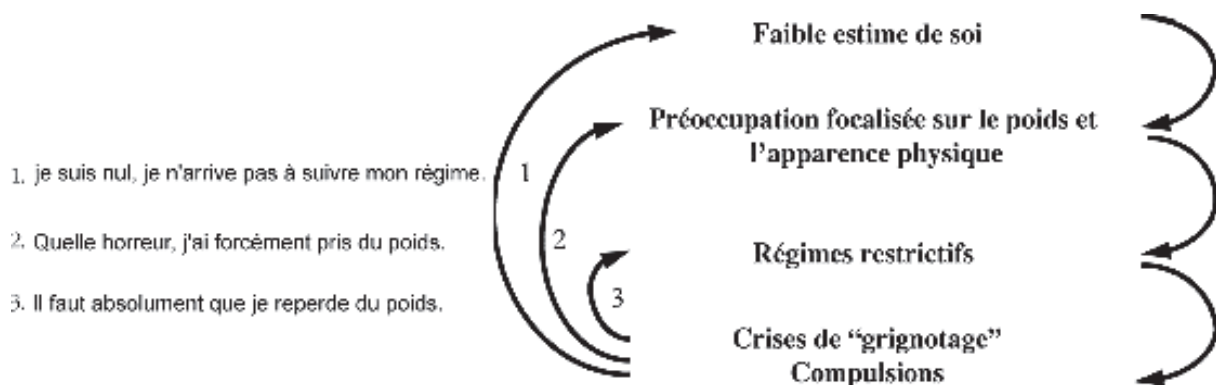 Faible estime de soi
Préoccupation focalisée sur le poids et
l'apparence physique
1. je suis nul, je n'arrive pas à suivre mon régime.
1
2. Quelle horreur, j'ai forcément pris du poids.
2
Régimes restrictifs
3. Il faut absolument que je reperde du poids.
3
Crises de “grignotage”
Compulsions